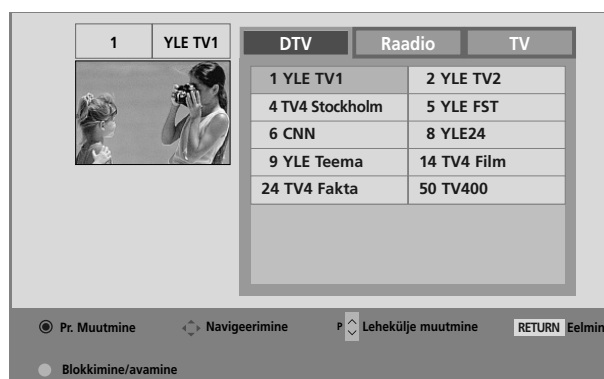 1 YLE TV1
DTV Raadio TV
1 YLE TV1 2 YLE TV2
4 TV4 Stockholm 5 YLE FST
6 CNN 8 YLE24
9 YLE Teema 14 TV4 Film
24 TV4 Fakta 50 TV400
Pr. Muutmine Navigeerimine P Lehekülje muutmine RETURN Eelmin
Blokkimine/avamine